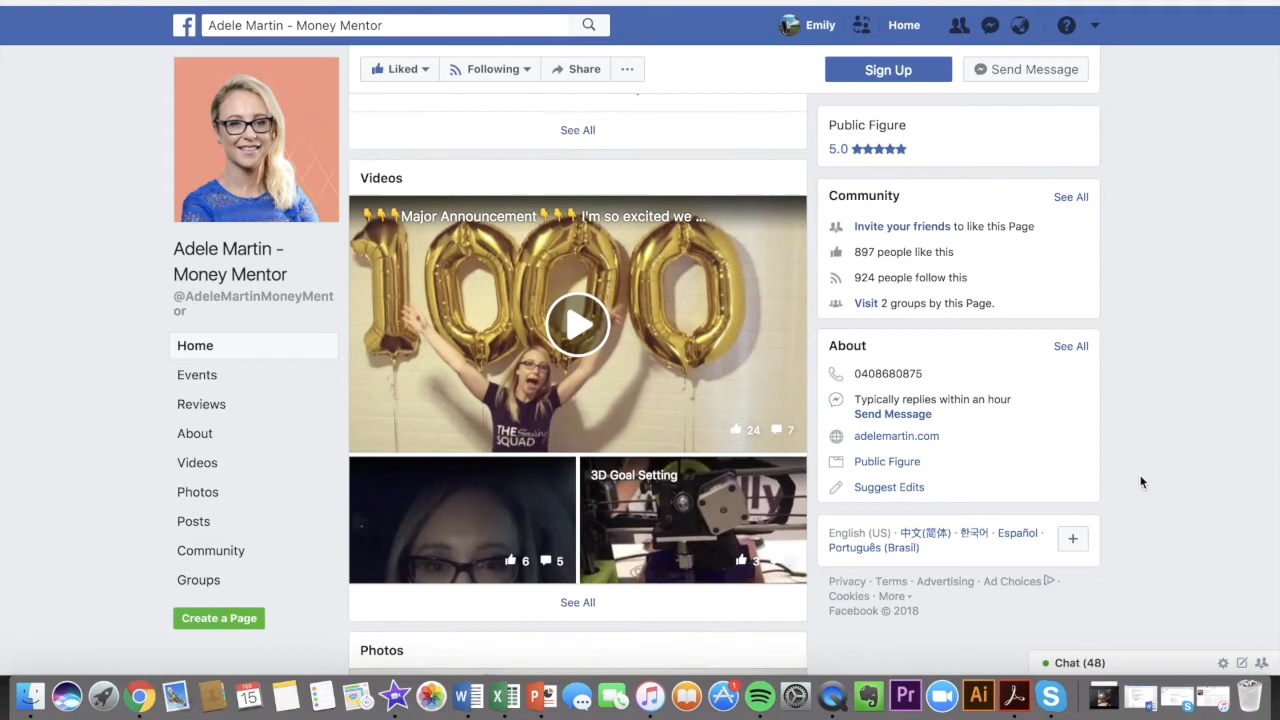 Adele Martin - Money Mentor
Emily
Home
Liked
Following
Share
Sign Up
Send Message
See All
Adele Martin -
Money Mentor
@AdeleMartinMoneyMent
or
Home
Events
Reviews
About
Videos
Photos
Posts
Community
Groups
Create a Page
Videos
👇👇👇Major Announcement👇👇👇 I'm so excited we ...
1000
THE Saving
SQUAD
24 7
6 5
3D Goal Setting
3
See All
Photos
Public Figure
5.0 ★★★★★
Community See All
Invite your friends to like this Page
897 people like this
924 people follow this
Visit 2 groups by this Page.
About See All
0408680875
Typically replies within an hour
Send Message
adelemartin.com
Public Figure
Suggest Edits
English (US) · 中文(简体) · 한국어 · Español ·
Português (Brasil)
Privacy · Terms · Advertising · Ad Choices ·
Cookies · More
Facebook © 2018
Chat (48)
15
1
Pr
Ai